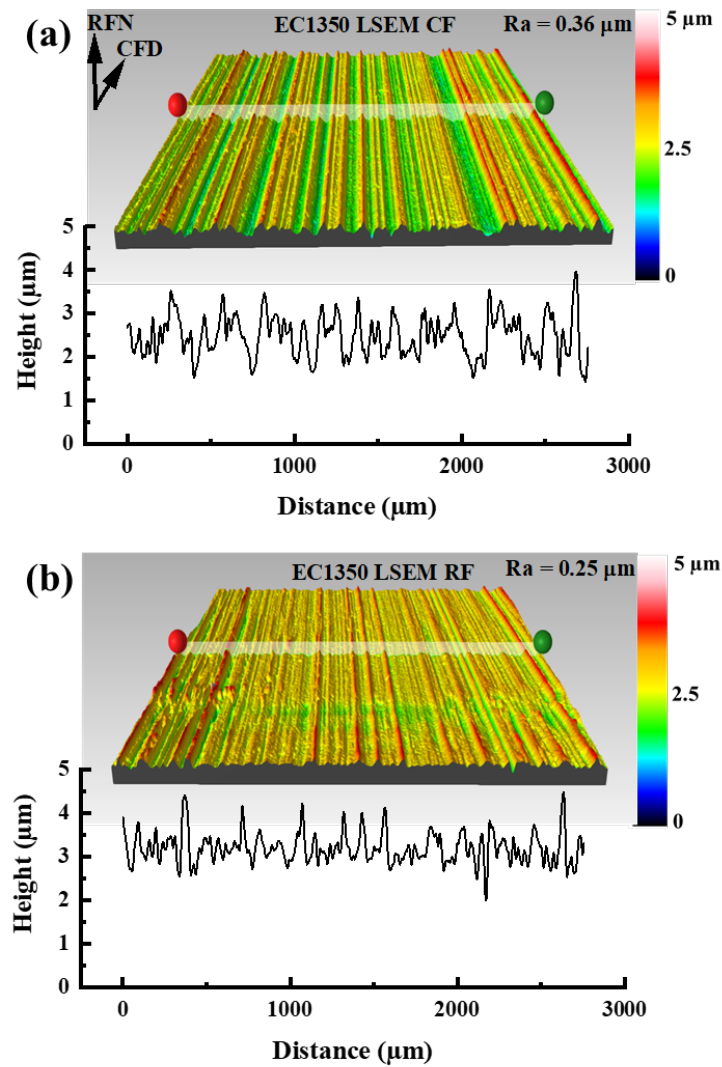 (a)
RFN
CFD
EC1350 LSEM CF Ra = 0.36 µm
5 µm
2.5
0
5
4
3
2
1
0
Height (µm)
0 1000 2000 3000
Distance (µm)
(b)
EC1350 LSEM RF Ra = 0.25 µm
5 µm
2.5
0
5
4
3
2
1
0
Height (µm)
0 1000 2000 3000
Distance (µm)